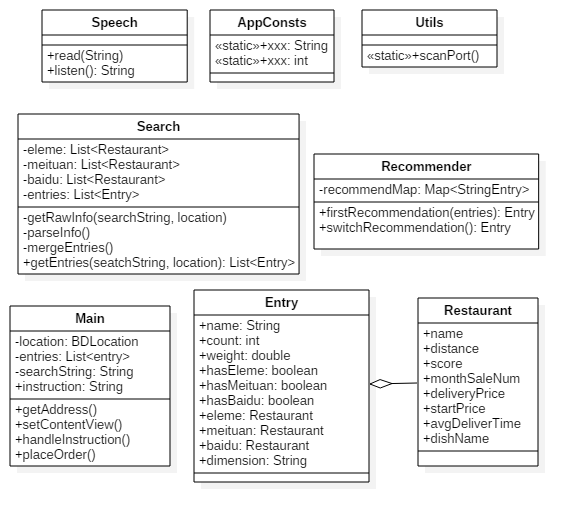 Speech
+read(String)
+listen(): String
AppConsts
«static»+xxx: String
«static»+xxx: int
Utils
«static»+scanPort()
Search
-eleme: List<Restaurant>
-meituan: List<Restaurant>
-baidu: List<Restaurant>
-entries: List<Entry>
-getRawInfo(searchString, location)
-parseInfo()
-mergeEntries()
+getEntries(seatchString, location): List<Entry>
Recommender
-recommendMap: Map<StringEntry>
+firstRecommendation(entries): Entry
+switchRecommendation(): Entry
Main
-location: BDLocation
-entries: List<entry>
-searchString: String
+instruction: String
+getAddress()
+setContentView()
+handleInstruction()
+placeOrder()
Entry
+name: String
+count: int
+weight: double
+hasEleme: boolean
+hasMeituan: boolean
+hasBaidu: boolean
+eleme: Restaurant
+meituan: Restaurant
+baidu: Restaurant
+dimension: String
Restaurant
+name
+distance
+score
+monthSaleNum
+deliveryPrice
+startPrice
+avgDeliverTime
+dishName